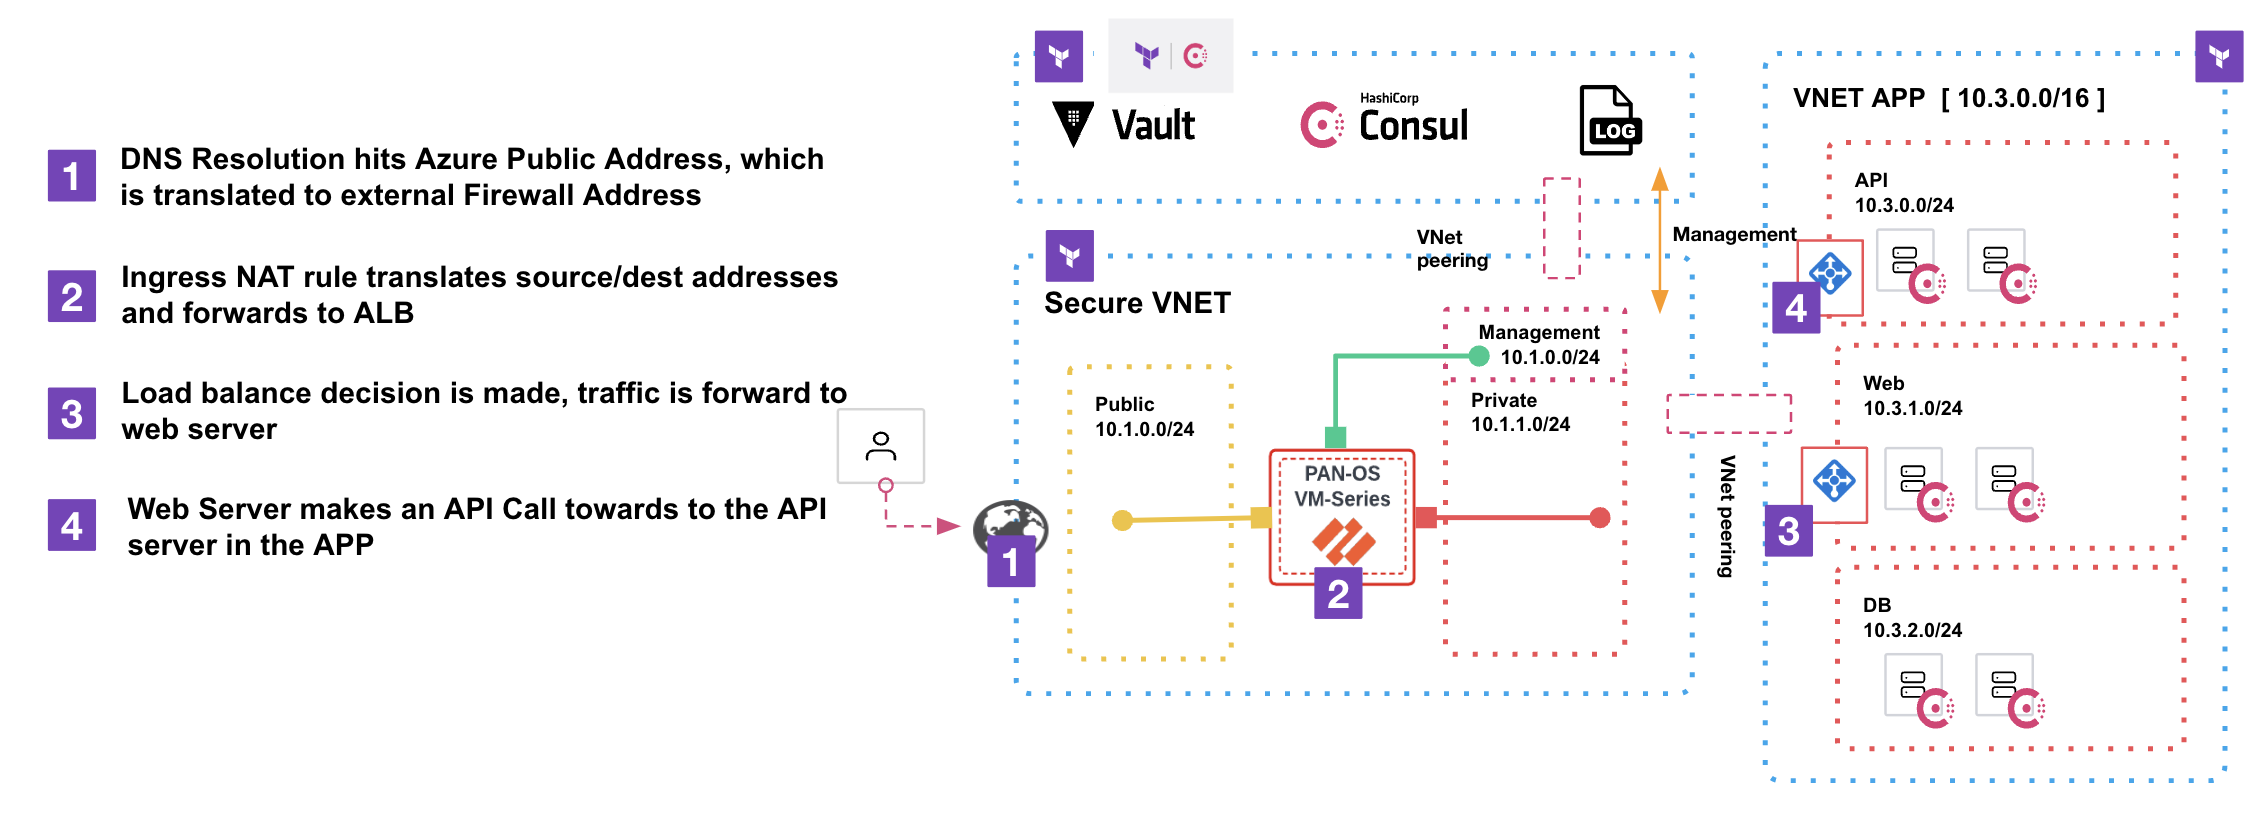 1
DNS Resolution hits Azure Public Address, which
is translated to external Firewall Address
2
Ingress NAT rule translates source/dest addresses
and forwards to ALB
3
Load balance decision is made, traffic is forward to
web server
4
Web Server makes an API Call towards to the API
server in the APP
Vault
HashiCorp
Consul
LOG
VNet
peering
Management
Secure VNET
Management
10.1.0.0/24
Public
10.1.0.0/24
Private
10.1.1.0/24
PAN-OS
VM-Series
1
2
VNet peering
VNET APP [ 10.3.0.0/16 ]
API
10.3.0.0/24
4
Web
10.3.1.0/24
3
DB
10.3.2.0/24